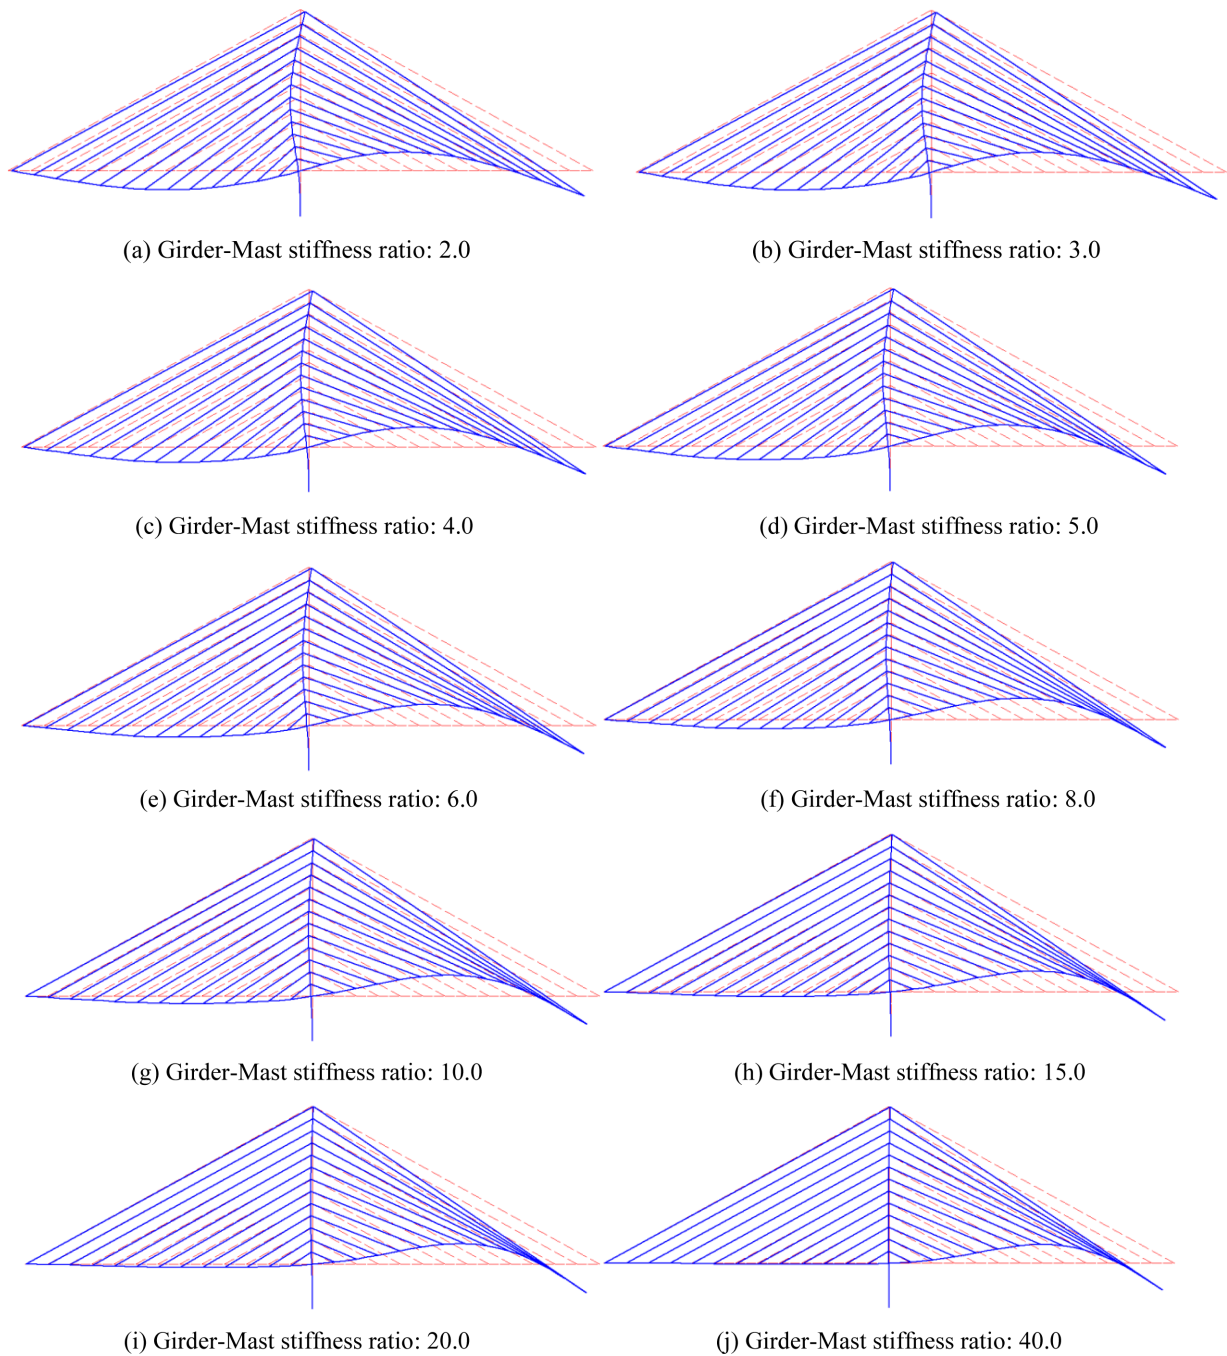 (a) Girder-Mast stiffness ratio: 2.0
(b) Girder-Mast stiffness ratio: 3.0
(c) Girder-Mast stiffness ratio: 4.0
(d) Girder-Mast stiffness ratio: 5.0
(e) Girder-Mast stiffness ratio: 6.0
(f) Girder-Mast stiffness ratio: 8.0
(g) Girder-Mast stiffness ratio: 10.0
(h) Girder-Mast stiffness ratio: 15.0
(i) Girder-Mast stiffness ratio: 20.0
(j) Girder-Mast stiffness ratio: 40.0